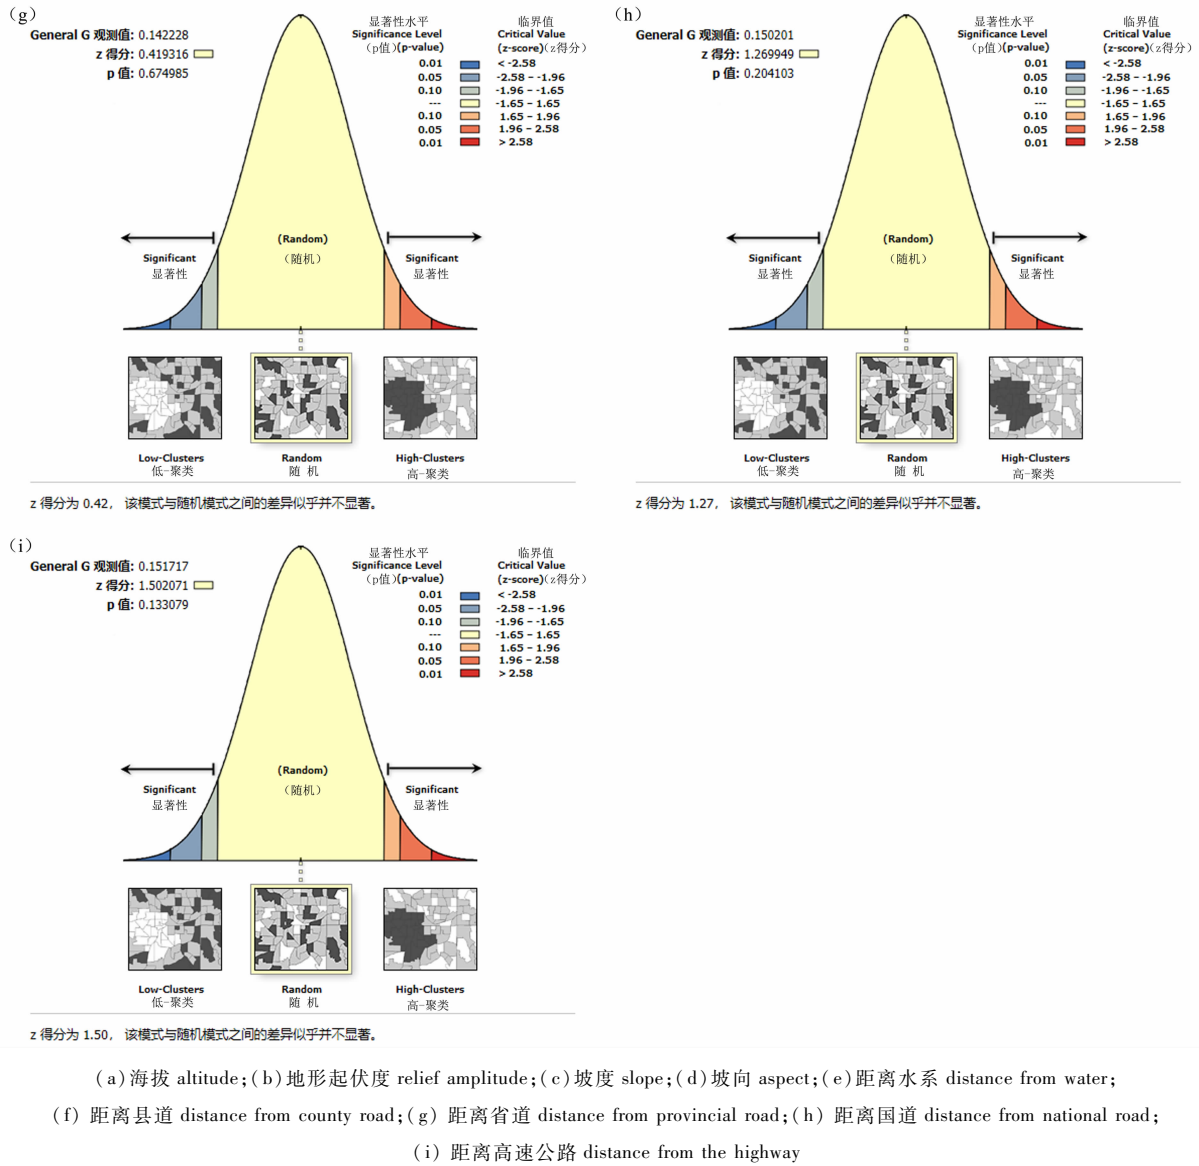 (g)
General G 观测值: 0.142228
z 得分: 0.419316
p 值: 0.674985
显著性水平
Significance Level
（p值）(p-value)
临界值
Critical Value
(z-score)（z得分）
0.01 < -2.58
0.05 -2.58 – -1.96
0.10 -1.96 – -1.65
--- -1.65 – 1.65
0.10 1.65 – 1.96
0.05 1.96 – 2.58
0.01 > 2.58
(Random)
（随机）
Significant
显著性
Significant
显著性
Low-Clusters
低-聚类
Random
随 机
High-Clusters
高-聚类
z 得分为 0.42， 该模式与随机模式之间的差异似乎并不显著。
(h)
General G 观测值: 0.150201
z 得分: 1.269949
p 值: 0.204103
显著性水平
Significance Level
（p值）(p-value)
临界值
Critical Value
(z-score)（z得分）
0.01 < -2.58
0.05 -2.58 – -1.96
0.10 -1.96 – -1.65
--- -1.65 – 1.65
0.10 1.65 – 1.96
0.05 1.96 – 2.58
0.01 > 2.58
(Random)
（随机）
Significant
显著性
Significant
显著性
Low-Clusters
低-聚类
Random
随 机
High-Clusters
高-聚类
z 得分为 1.27， 该模式与随机模式之间的差异似乎并不显著。
(i)
General G 观测值: 0.151717
z 得分: 1.502071
p 值: 0.133079
显著性水平
Significance Level
（p值）(p-value)
临界值
Critical Value
(z-score)（z得分）
0.01 < -2.58
0.05 -2.58 – -1.96
0.10 -1.96 – -1.65
--- -1.65 – 1.65
0.10 1.65 – 1.96
0.05 1.96 – 2.58
0.01 > 2.58
(Random)
（随机）
Significant
显著性
Significant
显著性
Low-Clusters
低-聚类
Random
随 机
High-Clusters
高-聚类
z 得分为 1.50， 该模式与随机模式之间的差异似乎并不显著。
(a)海拔 altitude;(b)地形起伏度 relief amplitude;(c)坡度 slope;(d)坡向 aspect;(e)距离水系 distance from water;
(f) 距离县道 distance from county road;(g) 距离省道 distance from provincial road;(h) 距离国道 distance from national road;
(i) 距离高速公路 distance from the highway